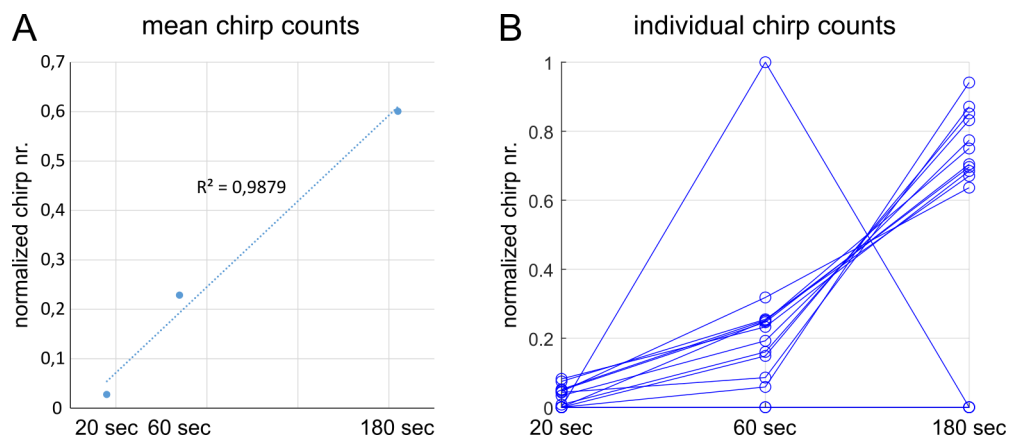 A
mean chirp counts
normalized chirp nr.
0,7
0,6
0,5
0,4
0,3
0,2
0,1
0
R² = 0,9879
20 sec 60 sec 180 sec
B
individual chirp counts
normalized chirp nr.
1
0.8
0.6
0.4
0.2
0
20 sec 60 sec 180 sec